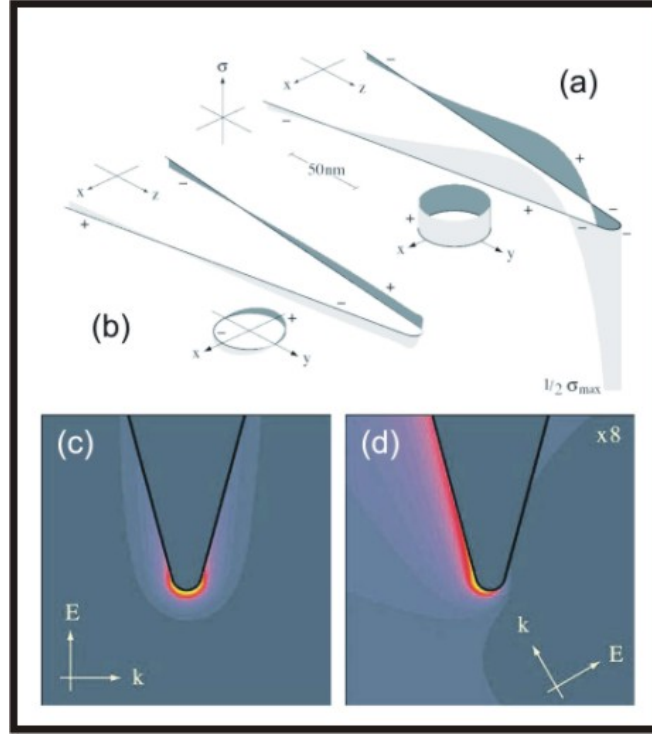 (a)
σ
x
z
−
+
50nm
−
+
−
−
−
+
x
y
1/2 σmax
x
z
−
+
−
+
(b)
−
+
x
y
(c)
E
k
(d)
x8
k
E